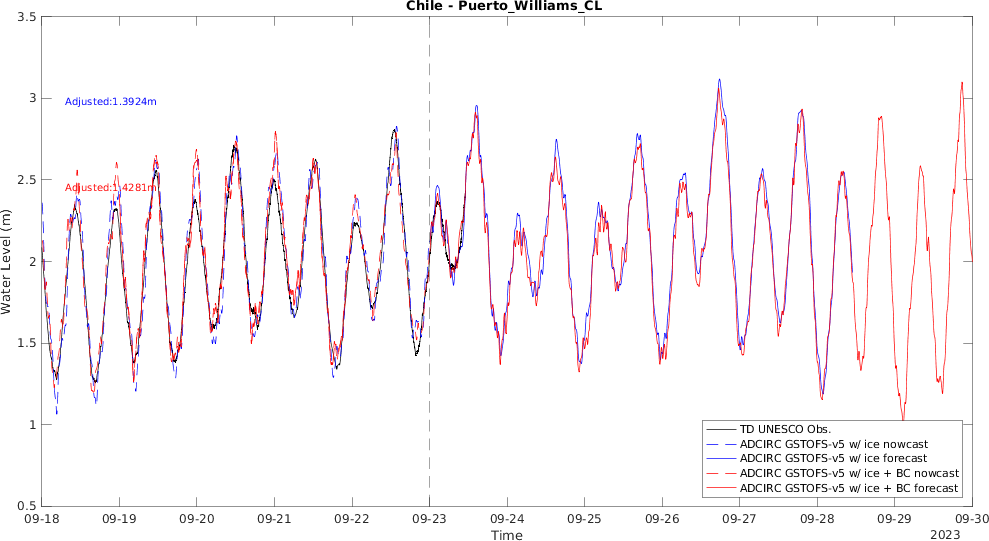 Chile - Puerto_Williams_CL
3.5
3
2.5
2
1.5
1
0.5
Water Level (m)
Adjusted:1.3924m
Adjusted:1.4281m
TD UNESCO Obs.
ADCIRC GSTOFS-v5 w/ ice nowcast
ADCIRC GSTOFS-v5 w/ ice forecast
ADCIRC GSTOFS-v5 w/ ice + BC nowcast
ADCIRC GSTOFS-v5 w/ ice + BC forecast
09-18 09-19 09-20 09-21 09-22 09-23 09-24 09-25 09-26 09-27 09-28 09-29 09-30
Time
2023